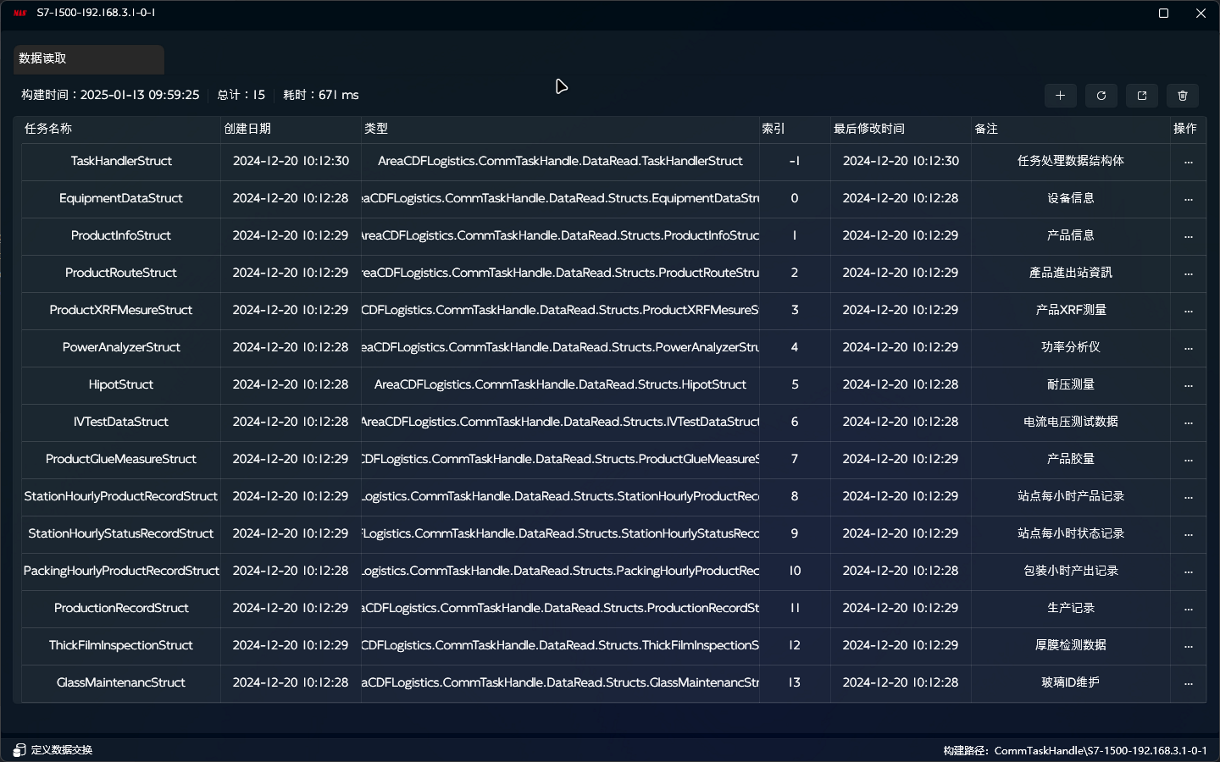 S7-1500-192.168.3.1-0-1
数据读取
构建时间：2025-01-13 09:59:25 总计：15 耗时：671 ms
任务名称 创建日期 类型 索引 最后修改时间 备注 操作
TaskHandlerStruct 2024-12-20 10:12:30 AreaCDFLogistics.CommTaskHandle.DataRead.TaskHandlerStruct -1 2024-12-20 10:12:30 任务处理数据结构体 ...
EquipmentDataStruct 2024-12-20 10:12:28 aCDFLogistics.CommTaskHandle.DataRead.Structs.EquipmentDataStru 0 2024-12-20 10:12:28 设备信息 ...
ProductInfoStruct 2024-12-20 10:12:29 AreaCDFLogistics.CommTaskHandle.DataRead.Structs.ProductInfoStruc 1 2024-12-20 10:12:29 产品信息 ...
ProductRouteStruct 2024-12-20 10:12:29 reaCDFLogistics.CommTaskHandle.DataRead.Structs.ProductRouteStru 2 2024-12-20 10:12:29 產品進出站資訊 ...
ProductXRFMesureStruct 2024-12-20 10:12:29 CDFLogistics.CommTaskHandle.DataRead.Structs.ProductXRFMesureS 3 2024-12-20 10:12:29 产品XRF测量 ...
PowerAnalyzerStruct 2024-12-20 10:12:28 eaCDFLogistics.CommTaskHandle.DataRead.Structs.PowerAnalyzerStru 4 2024-12-20 10:12:29 功率分析仪 ...
HipotStruct 2024-12-20 10:12:28 AreaCDFLogistics.CommTaskHandle.DataRead.Structs.HipotStruct 5 2024-12-20 10:12:28 耐压测量 ...
IVTestDataStruct 2024-12-20 10:12:28 AreaCDFLogistics.CommTaskHandle.DataRead.Structs.IVTestDataStruct 6 2024-12-20 10:12:28 电流电压测试数据 ...
ProductGlueMeasureStruct 2024-12-20 10:12:29 CDFLogistics.CommTaskHandle.DataRead.Structs.ProductGlueMeasureS 7 2024-12-20 10:12:29 产品胶量 ...
StationHourlyProductRecordStruct 2024-12-20 10:12:29 Logistics.CommTaskHandle.DataRead.Structs.StationHourlyProductReco 8 2024-12-20 10:12:29 站点每小时产品记录 ...
StationHourlyStatusRecordStruct 2024-12-20 10:12:29 FLogistics.CommTaskHandle.DataRead.Structs.StationHourlyStatusReco 9 2024-12-20 10:12:29 站点每小时状态记录 ...
PackingHourlyProductRecordStruct 2024-12-20 10:12:28 Logistics.CommTaskHandle.DataRead.Structs.PackingHourlyProductRec 10 2024-12-20 10:12:28 包装小时产出记录 ...
ProductionRecordStruct 2024-12-20 10:12:29 aCDFLogistics.CommTaskHandle.DataRead.Structs.ProductionRecordSt 11 2024-12-20 10:12:29 生产记录 ...
ThickFilmInspectionStruct 2024-12-20 10:12:29 CDFLogistics.CommTaskHandle.DataRead.Structs.ThickFilmInspectionS 12 2024-12-20 10:12:29 厚膜检测数据 ...
GlassMaintenancStruct 2024-12-20 10:12:28 aCDFLogistics.CommTaskHandle.DataRead.Structs.GlassMaintenancStr 13 2024-12-20 10:12:28 玻璃ID维护 ...
定义数据交换 构建路径: CommTaskHandle\S7-1500-192.168.3.1-0-1